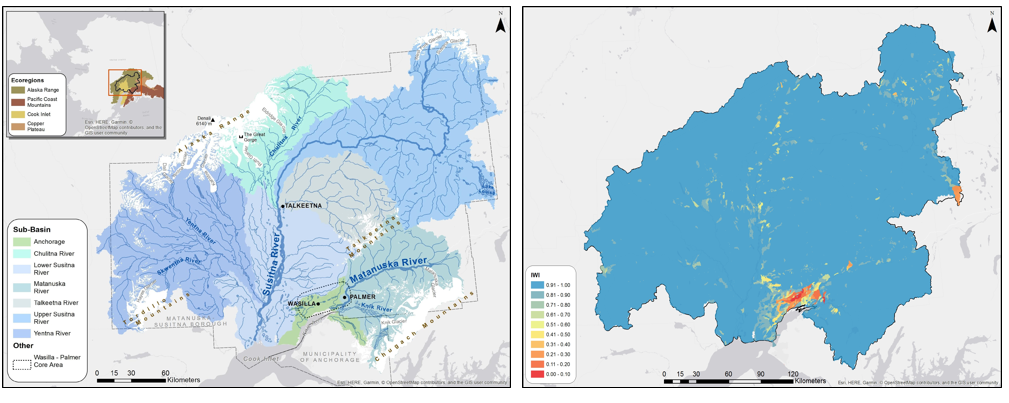 N
Ecoregions
Alaska Range
Pacific Coast
Mountains
Cook Inlet
Copper
Plateau
Esri, HERE, Garmin, ©
OpenStreetMap contributors, and the
GIS user community
Denali
6190 m
The Great
Gorge
Alaska Range
Chulitna River
TALKEETNA
Talkeetna
Mountains
Yentna River
Skwentna River
Susitna River
Matanuska River
WASILLA
PALMER
Knik River
Chugach Mountains
MATANUSKA
SUSITNA BOROUGH
Cook Inlet
MUNICIPALITY
OF ANCHORAGE
Sub-Basin
Anchorage
Chulitna River
Lower Susitna
River
Matanuska
River
Talkeetna River
Upper Susitna
River
Yentna River
Other
Wasilla - Palmer
Core Area
0 15 30 60
Kilometers
Esri, HERE, Garmin, © OpenStreetMap contributors, and the GIS user community
N
IWI
0.91 - 1.00
0.81 - 0.90
0.71 - 0.80
0.61 - 0.70
0.51 - 0.60
0.41 - 0.50
0.31 - 0.40
0.21 - 0.30
0.11 - 0.20
0.00 - 0.10
0 15 30 60 90 120
Kilometers
Esri, HERE, Garmin, © OpenStreetMap contributors, and the GIS user community